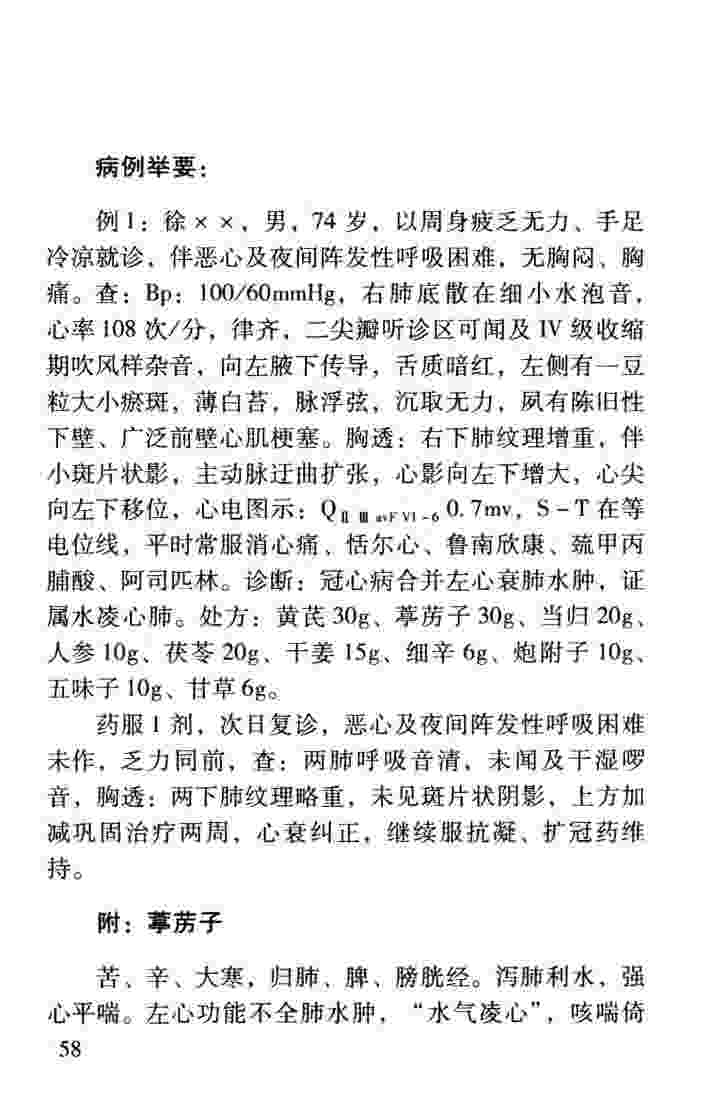 病例举要：
例1：徐××，男，74岁，以周身疲乏无力、手足
冷凉就诊，伴恶心及夜间阵发性呼吸困难，无胸闷、胸
痛。查：Bp：100/60mmHg，右肺底散在细小水泡音，
心率108次/分，律齐，二尖瓣听诊区可闻及IV级收缩
期吹风样杂音，向左腋下传导，舌质暗红，左侧有一豆
粒大小瘀斑，薄白苔，脉浮弦，沉取无力，夙有陈旧性
下壁、广泛前壁心肌梗塞。胸透：右下肺纹理增重，伴
小斑片状影，主动脉迂曲扩张，心影向左下增大，心尖
向左下移位，心电图示：QⅡ Ⅲ avF V1-6 0.7mv，S-T在等
电位线，平时常服消心痛、恬尔心、鲁南欣康、巯甲丙
脯酸、阿司匹林。诊断：冠心病合并左心衰肺水肿，证
属水凌心肺。处方：黄芪30g、葶苈子30g、当归20g、
人参10g、茯苓20g、干姜15g、细辛6g、炮附子10g、
五味子10g、甘草6g。
药服1剂，次日复诊，恶心及夜间阵发性呼吸困难
未作，乏力同前，查：两肺呼吸音清，未闻及干湿啰
音，胸透：两下肺纹理略重，未见斑片状阴影，上方加
减巩固治疗两周，心衰纠正，继续服抗凝、扩冠药维
持。
附：葶苈子
苦、辛、大寒，归肺、脾、膀胱经。泻肺利水，强
心平喘。左心功能不全肺水肿，“水气凌心”，咳喘倚
58